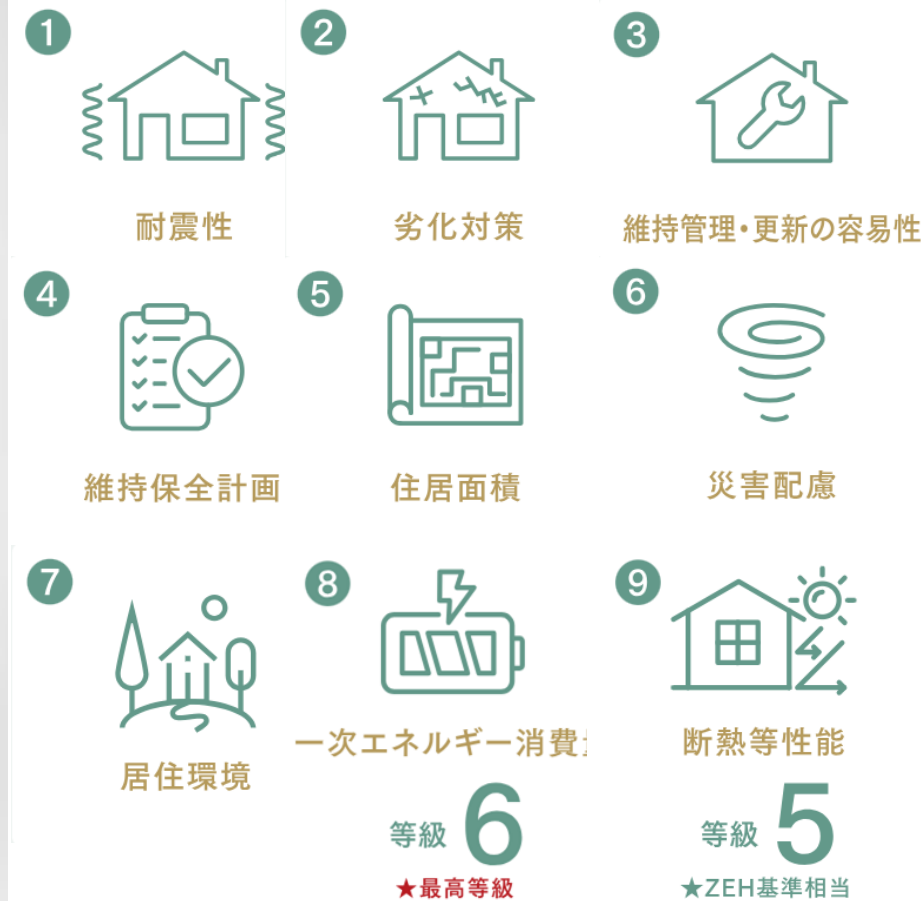 1
耐震性
2
劣化対策
3
維持管理・更新の容易性
4
維持保全計画
5
住居面積
6
災害配慮
7
居住環境
8
一次エネルギー消費
等級 6
★最高等級
9
断熱等性能
等級 5
★ZEH基準相当